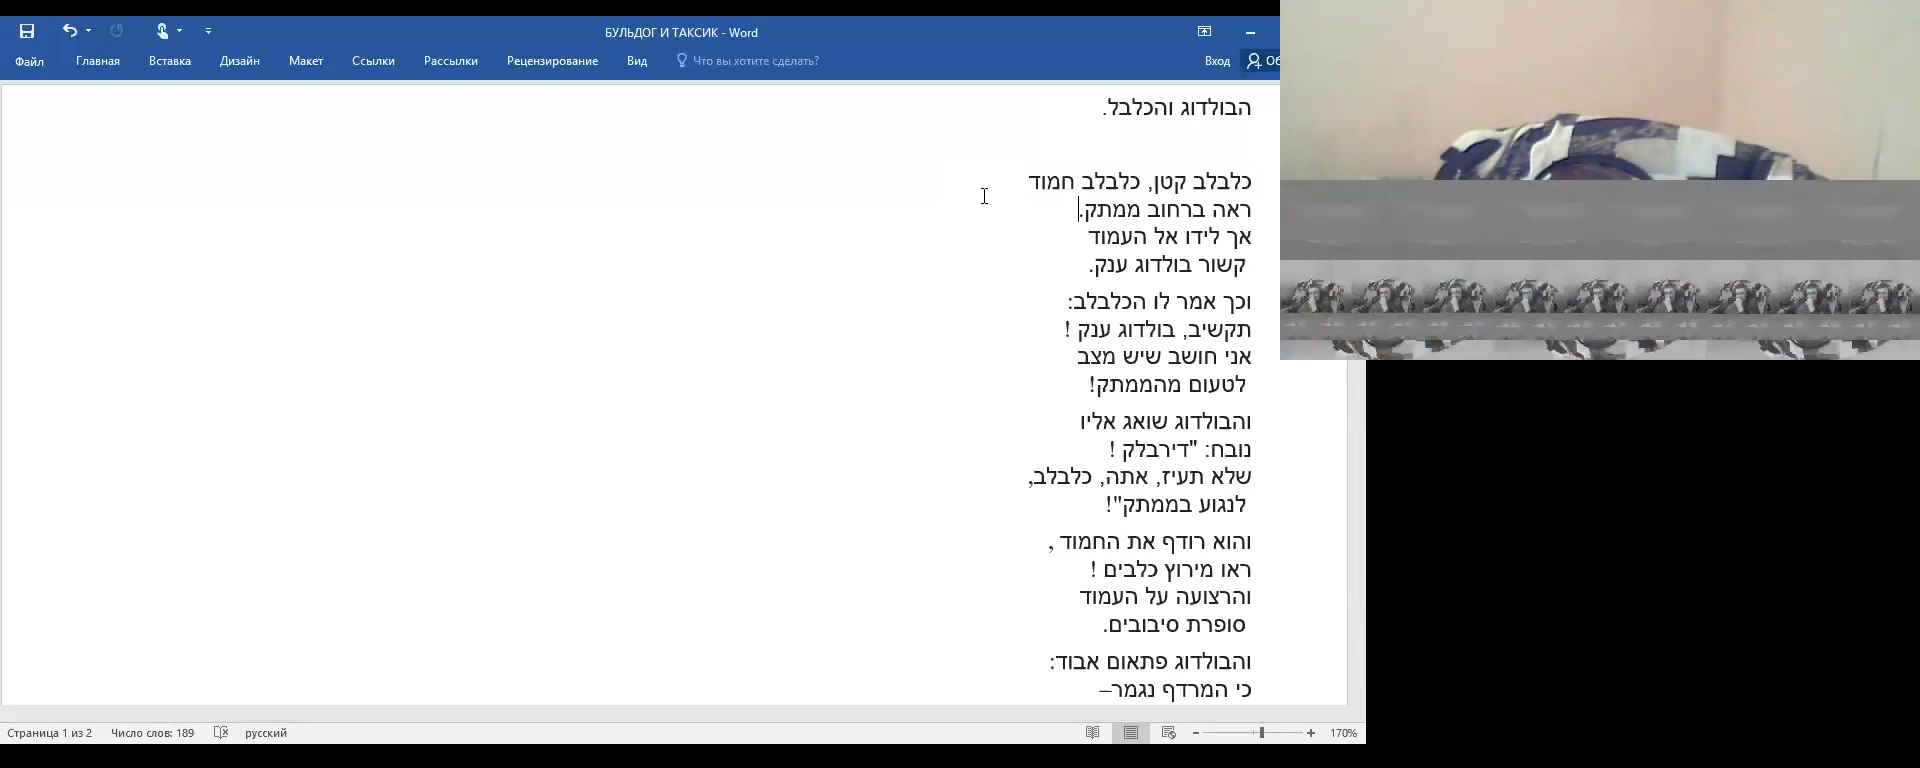 БУЛЬДОГ И ТАКСИК - Word
Файл Главная Вставка Дизайн Макет Ссылки Рассылки Рецензирование Вид Что вы хотите сделать? Вход Об
הבולדוג והכלבל.
כלבלב קטן, כלבלב חמוד
ראה ברחוב ממתק.
אך לידו אל העמוד
קשור בולדוג ענק.
וכך אמר לו הכלבלב:
תקשיב, בולדוג ענק !
אני חושב שיש מצב
לטעום מהממתק!
והבולדוג שואג אליו
נובח: "דירבלק !
שלא תעיז, אתה, כלבלב,
לנגוע בממתק"!
והוא רודף את החמוד ,
ראו מירוץ כלבים !
והרצועה על העמוד
סופרת סיבובים.
והבולדוג פתאום אבוד:
כי המרדף נגמר–
Страница 1 из 2 Число слов: 189 русский 170%